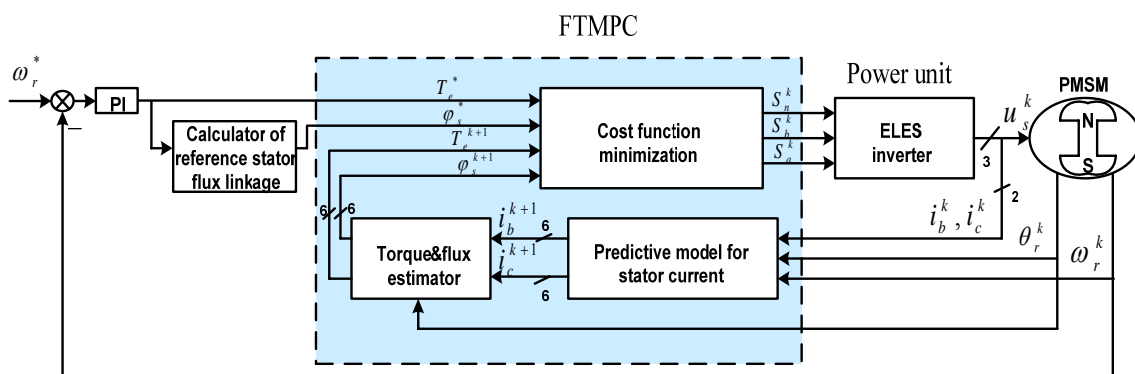 FTMPC
ω_r^*
PI
−
Calculator of
reference stator
flux linkage
T_e^*
φ_s^*
T_e^{k+1}
φ_s^{k+1}
Cost function
minimization
S_n^k
S_b^k
S_a^k
Power unit
ELES
inverter
3
u_s^k
PMSM
N
S
2
i_b^k, i_c^k
θ_r^k
ω_r^k
6
6
Torque&flux
estimator
i_b^{k+1}
6
i_c^{k+1}
6
Predictive model for
stator current